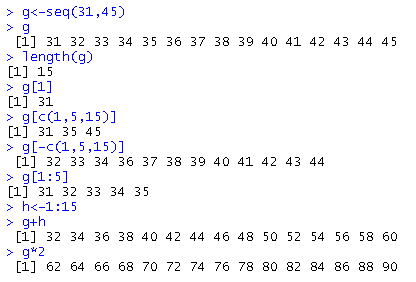 > g<-seq(31,45)
> g
[1] 31 32 33 34 35 36 37 38 39 40 41 42 43 44 45
> length(g)
[1] 15
> g[1]
[1] 31
> g[c(1,5,15)]
[1] 31 35 45
> g[-c(1,5,15)]
[1] 32 33 34 36 37 38 39 40 41 42 43 44
> g[1:5]
[1] 31 32 33 34 35
> h<-1:15
> g+h
[1] 32 34 36 38 40 42 44 46 48 50 52 54 56 58 60
> g*2
[1] 62 64 66 68 70 72 74 76 78 80 82 84 86 88 90